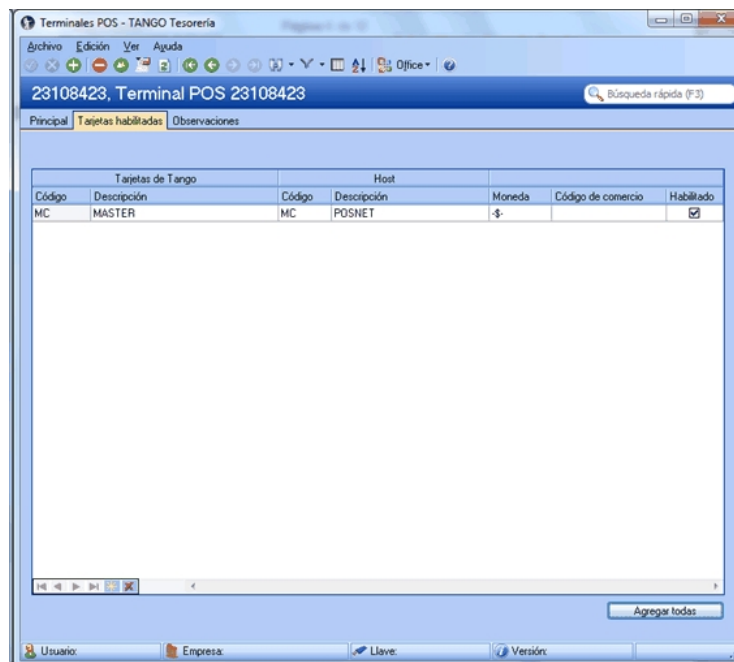 Terminales POS - TANGO Tesorería
Archivo Edición Ver Ayuda
Office
23108423, Terminal POS 23108423
Búsqueda rápida (F3)
Principal Tarjetas habilitadas Observaciones
Tarjetas de Tango Host
Código Descripción Código Descripción Moneda Código de comercio Habilitado
MC MASTER MC POSNET -$-
Agregar todas
Usuario: Empresa: Llave: Versión: